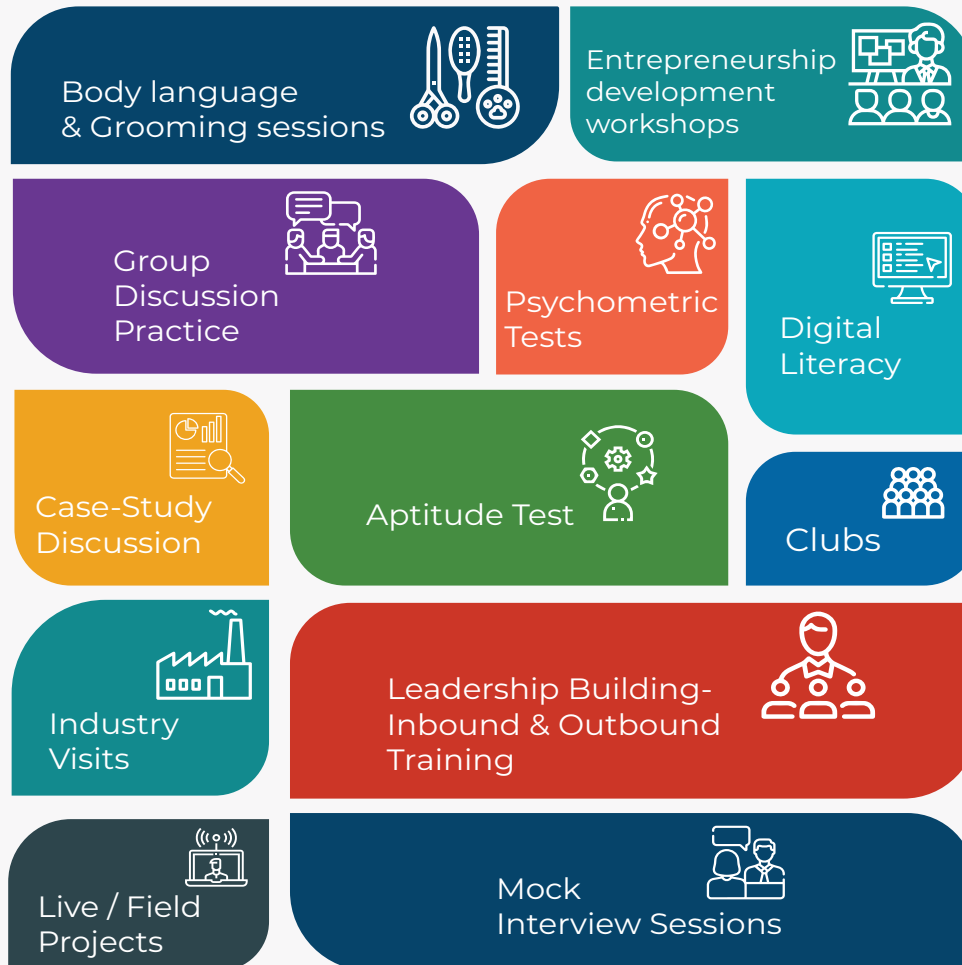 Body language
& Grooming sessions
Entrepreneurship
development
workshops
Group
Discussion
Practice
Psychometric
Tests
Digital
Literacy
Case-Study
Discussion
Aptitude Test
Clubs
Industry
Visits
Leadership Building-
Inbound & Outbound
Training
Live / Field
Projects
Mock
Interview Sessions